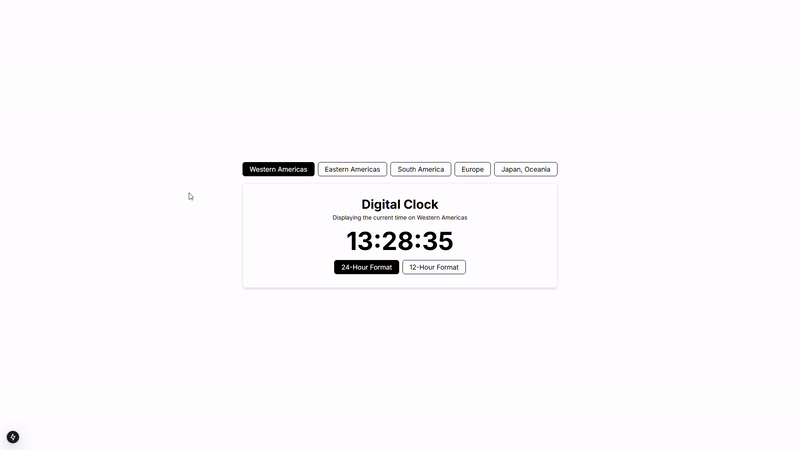 Western Americas Eastern Americas South America Europe Japan, Oceania
Digital Clock
Displaying the current time on Western Americas
13:28:35
24-Hour Format 12-Hour Format